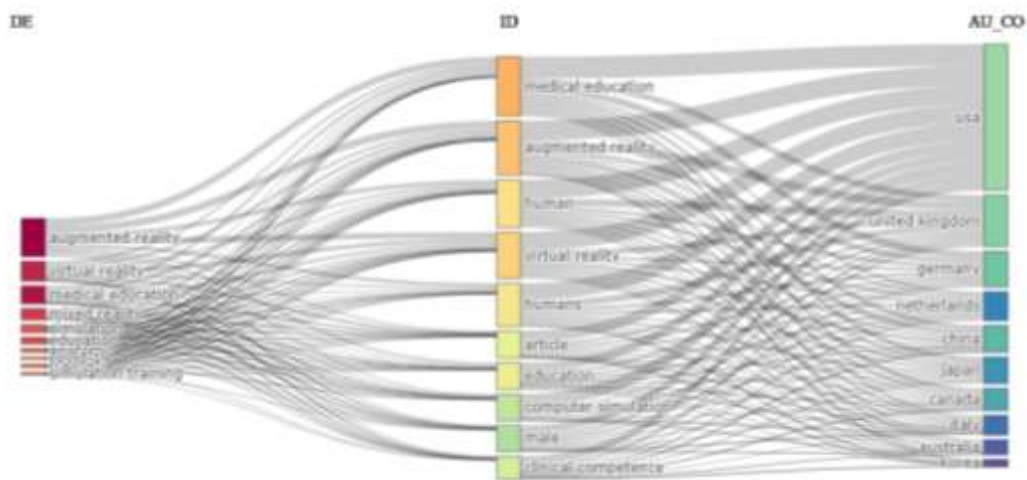 DE
ID
AU_CO
augmented reality
virtual reality
medical education
mixed reality
simulation
education
simulation training
medical education
augmented reality
human
virtual reality
humans
article
education
computer simulation
male
clinical competence
usa
united kingdom
germany
netherlands
china
japan
canada
italy
australia
korea